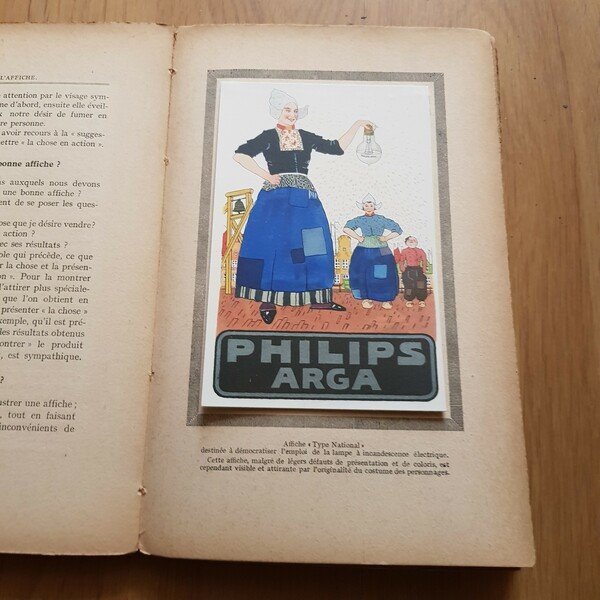 L'AFFICHE.
attention par le visage sym-
ne d'abord, ensuite elle éveil-
notre désir de fumer en
re personne.
avoir recours à la « sugges-
ettre « la chose en action ».
bonne affiche ?
s auxquels nous devons
une bonne affiche ?
ent de se poser les ques-
ose que je désire vendre?
action ?
ec ses résultats ?
ple qui précède, ce que
r la chose et la présen-
on ». Pour la montrer
l'attirer plus spéciale-
que l'on obtient en
présenter « la chose »
xemple, qu'il est pré-
des résultats obtenus
ontrer » le produit
, est sympathique.
?
strer une affiche ;
, tout en faisant
inconvénients de
PHILIPS
ARGA
Affiche « Type National »
destinée à démocratiser l'emploi de la lampe à incandescence électrique.
Cette affiche, malgré de légers défauts de présentation et de coloris, est
cependant visible et attirante par l'originalité du costume des personnages.